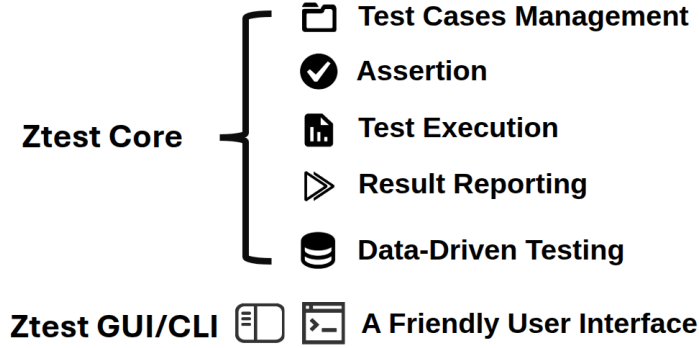 Test Cases Management
Assertion
Ztest Core
Test Execution
Result Reporting
Data-Driven Testing
Ztest GUI/CLI A Friendly User Interface